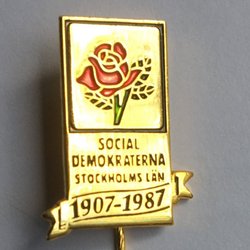 SOCIAL
DEMOKRATERNA
STOCKHOLMS LÄN
1907-1987